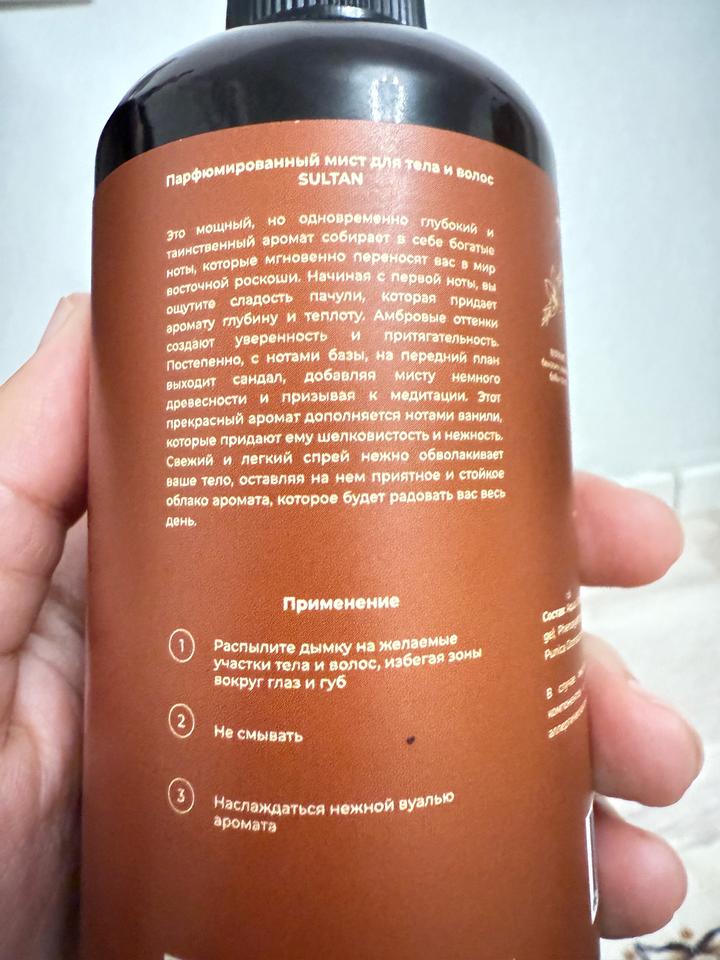 Парфюмированный мист для тела и волос
SULTAN
Это мощный, но одновременно глубокий и
таинственный аромат собирает в себе богатые
ноты, которые мгновенно переносят вас в мир
восточной роскоши. Начиная с первой ноты, вы
ощутите сладость пачули, которая придает
аромату глубину и теплоту. Амбровые оттенки
создают уверенность и притягательность.
Постепенно, с нотами базы, на передний план
выходит сандал, добавляя мисту немного
древесности и призывая к медитации. Этот
прекрасный аромат дополняется нотами ванили,
которые придают ему шелковистость и нежность.
Свежий и легкий спрей нежно обволакивает
ваше тело, оставляя на нем приятное и стойкое
облако аромата, которое будет радовать вас весь
день.
Применение
1 Распылите дымку на желаемые
участки тела и волос, избегая зоны
вокруг глаз и губ
2 Не смывать
3 Наслаждаться нежной вуалью
аромата
Состав:
gel,
Punica
В случае